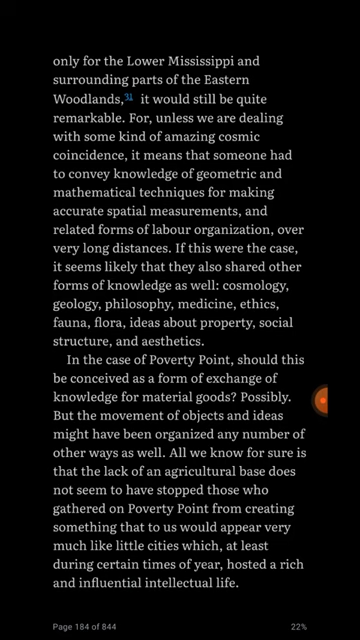 only for the Lower Mississippi and
surrounding parts of the Eastern
Woodlands,31 it would still be quite
remarkable. For, unless we are dealing
with some kind of amazing cosmic
coincidence, it means that someone had
to convey knowledge of geometric and
mathematical techniques for making
accurate spatial measurements, and
related forms of labour organization, over
very long distances. If this were the case,
it seems likely that they also shared other
forms of knowledge as well: cosmology,
geology, philosophy, medicine, ethics,
fauna, flora, ideas about property, social
structure, and aesthetics.
In the case of Poverty Point, should this
be conceived as a form of exchange of
knowledge for material goods? Possibly.
But the movement of objects and ideas
might have been organized any number of
other ways as well. All we know for sure is
that the lack of an agricultural base does
not seem to have stopped those who
gathered on Poverty Point from creating
something that to us would appear very
much like little cities which, at least
during certain times of year, hosted a rich
and influential intellectual life.
Page 184 of 844 22%